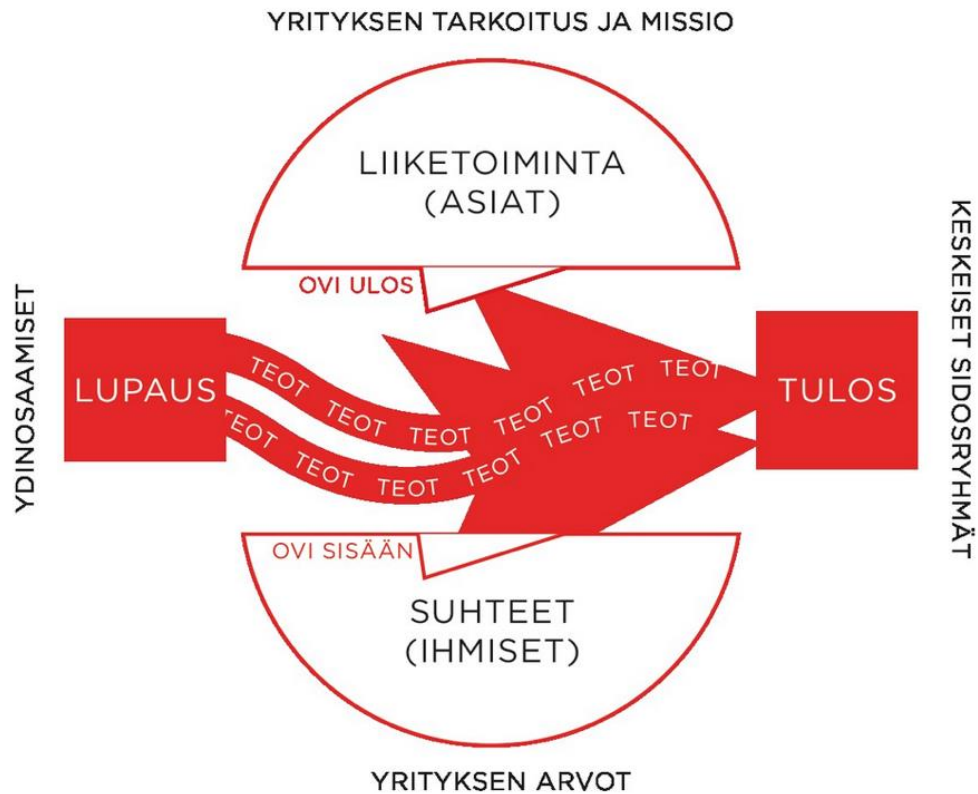 YRITYKSEN TARKOITUS JA MISSIO
LIIKETOIMINTA
(ASIAT)
OVI ULOS
YDINOSAAMISET
LUPAUS
TEOT TEOT TEOT TEOT TEOT TEOT
TEOT TEOT TEOT TEOT TEOT TEOT
TULOS
KESKEISET SIDOSRYHMÄT
OVI SISÄÄN
SUHTEET
(IHMISET)
YRITYKSEN ARVOT